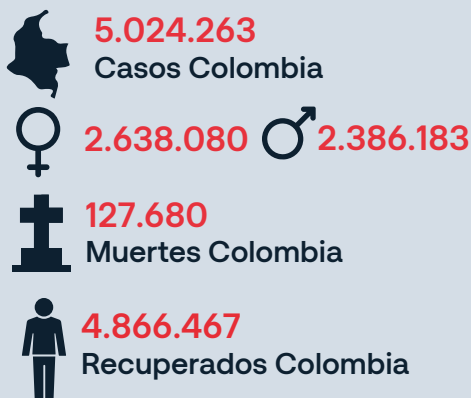 5.024.263
Casos Colombia
2.638.080 2.386.183
127.680
Muertes Colombia
4.866.467
Recuperados Colombia